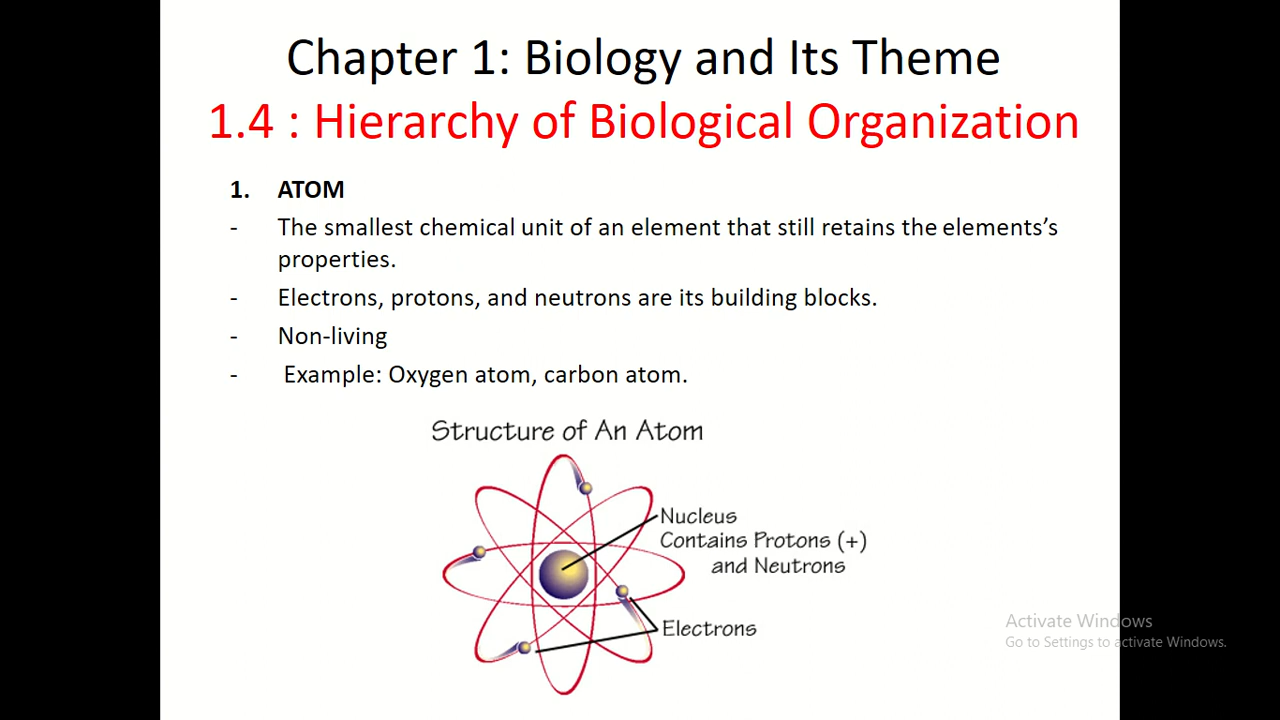 Chapter 1: Biology and Its Theme
1.4 : Hierarchy of Biological Organization
1. ATOM
- The smallest chemical unit of an element that still retains the elements’s
properties.
- Electrons, protons, and neutrons are its building blocks.
- Non-living
- Example: Oxygen atom, carbon atom.
Structure of An Atom
Nucleus
Contains Protons (+)
and Neutrons
Electrons
Activate Windows
Go to Settings to activate Windows.